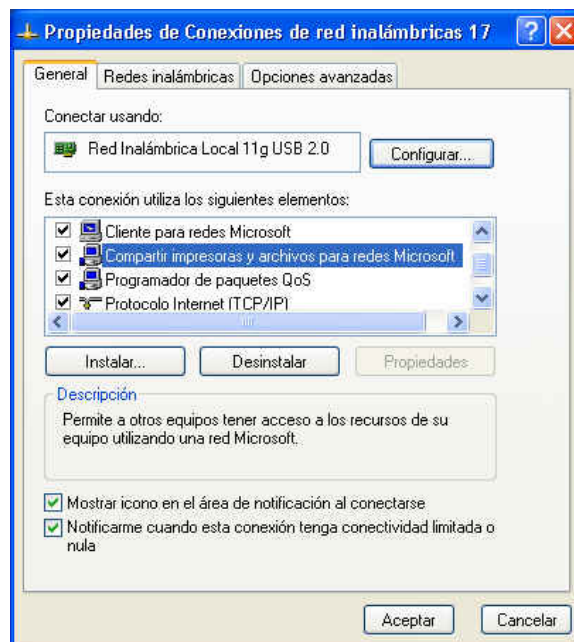 Propiedades de Conexiones de red inalámbricas 17
General
Redes inalámbricas
Opciones avanzadas
Conectar usando:
Red Inalámbrica Local 11g USB 2.0
Configurar...
Esta conexión utiliza los siguientes elementos:
Cliente para redes Microsoft
Compartir impresoras y archivos para redes Microsoft
Programador de paquetes QoS
Protocolo Internet (TCP/IP)
Instalar...
Desinstalar
Propiedades
Descripción
Permite a otros equipos tener acceso a los recursos de su
equipo utilizando una red Microsoft.
Mostrar icono en el área de notificación al conectarse
Notificarme cuando esta conexión tenga conectividad limitada o
nula
Aceptar
Cancelar